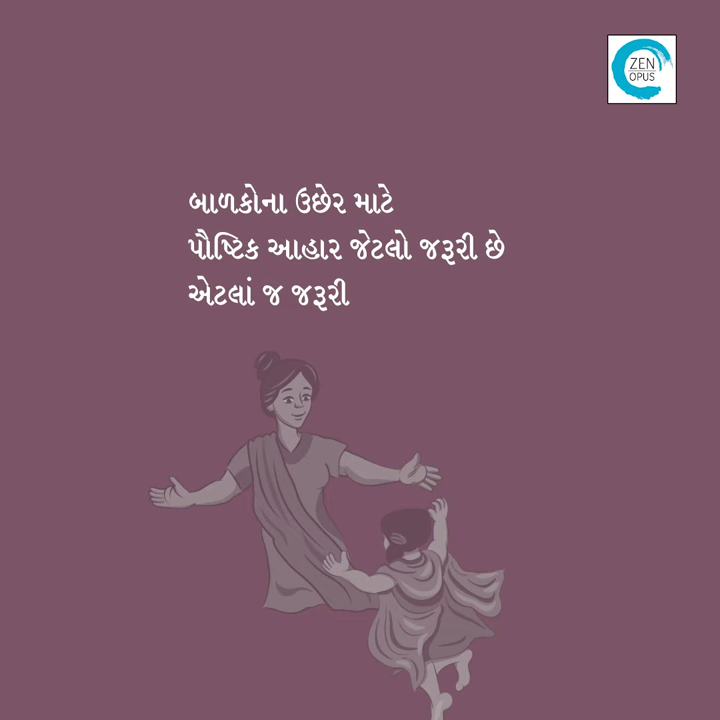 ZEN
OPUS
બાળકોના ઉછેર માટે
પૌષ્ટિક આહાર જેટલો જરૂરી છે
એટલાં જ જરૂરી